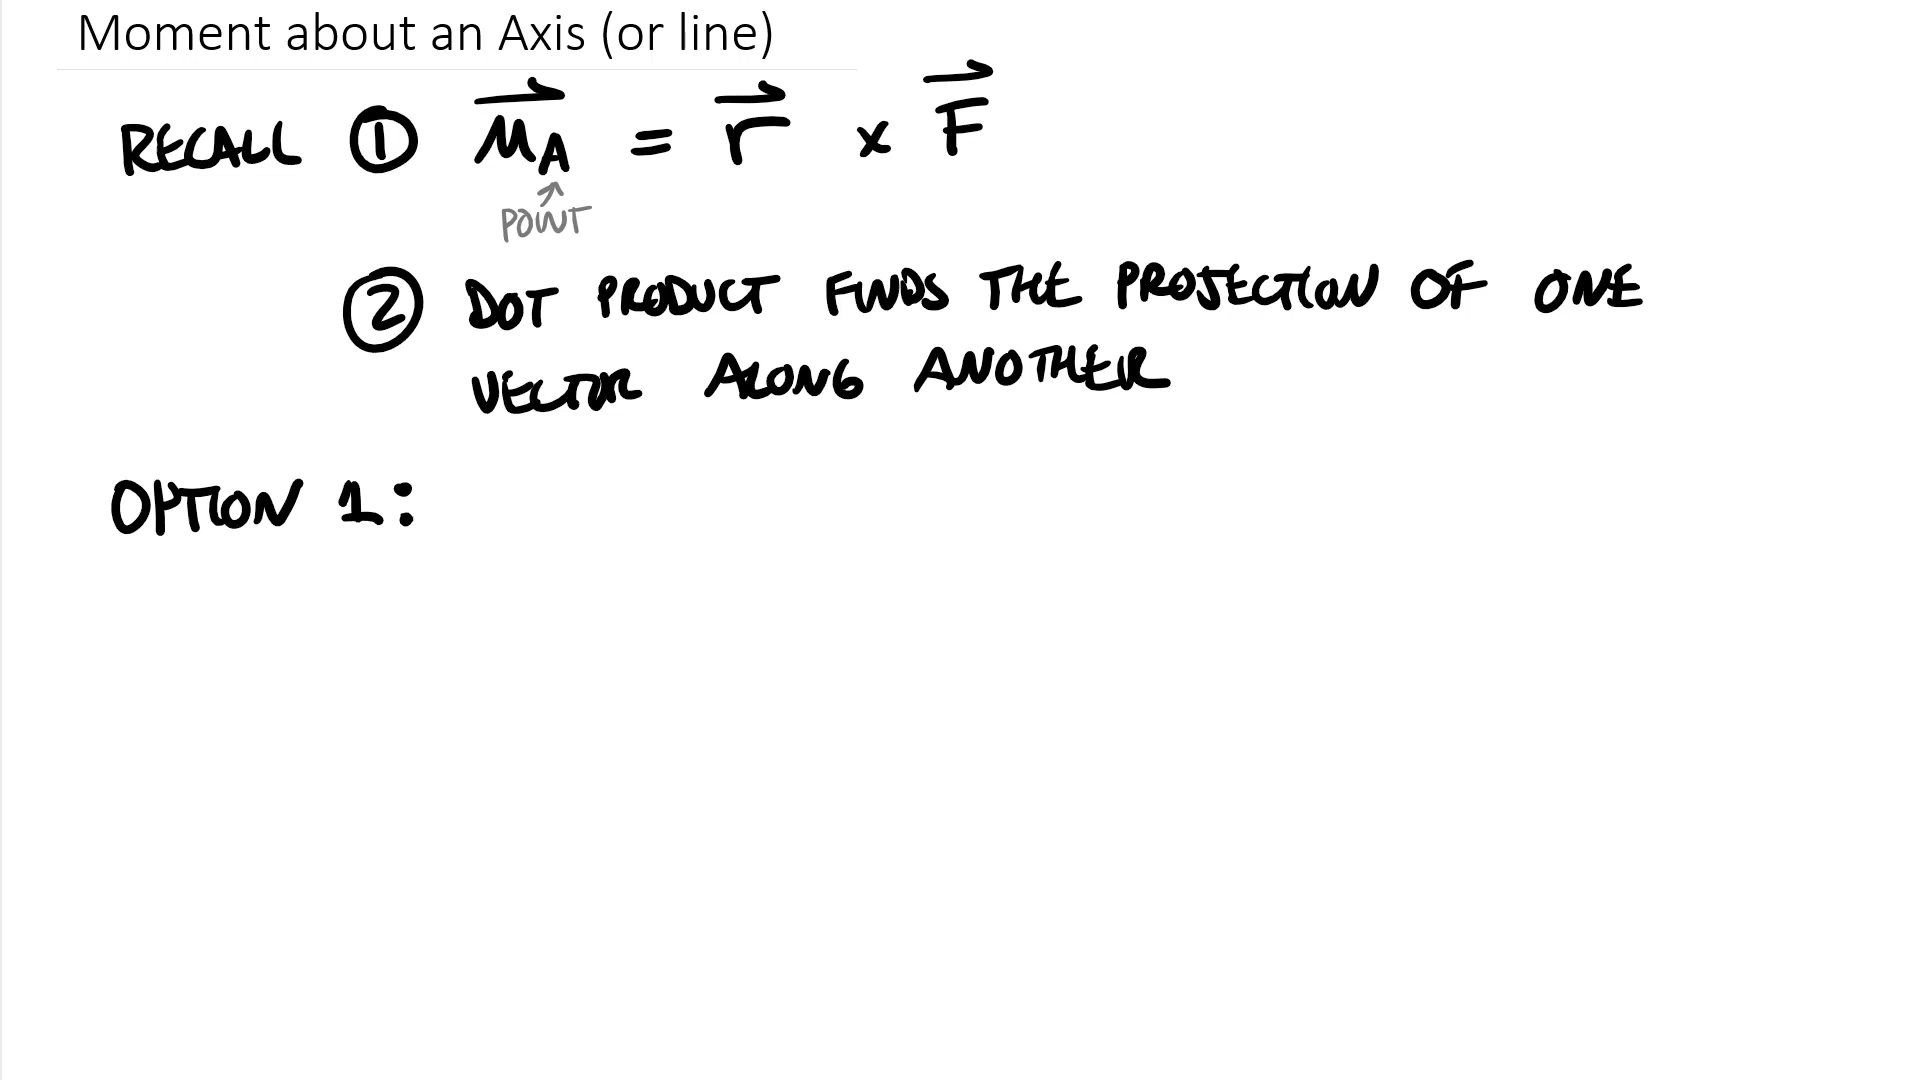 Moment about an Axis (or line)
RECALL ① M⃗_A = r⃗ × F⃗
↑
POINT
② DOT PRODUCT FINDS THE PROJECTION OF ONE
VECTOR ALONG ANOTHER
OPTION 1: